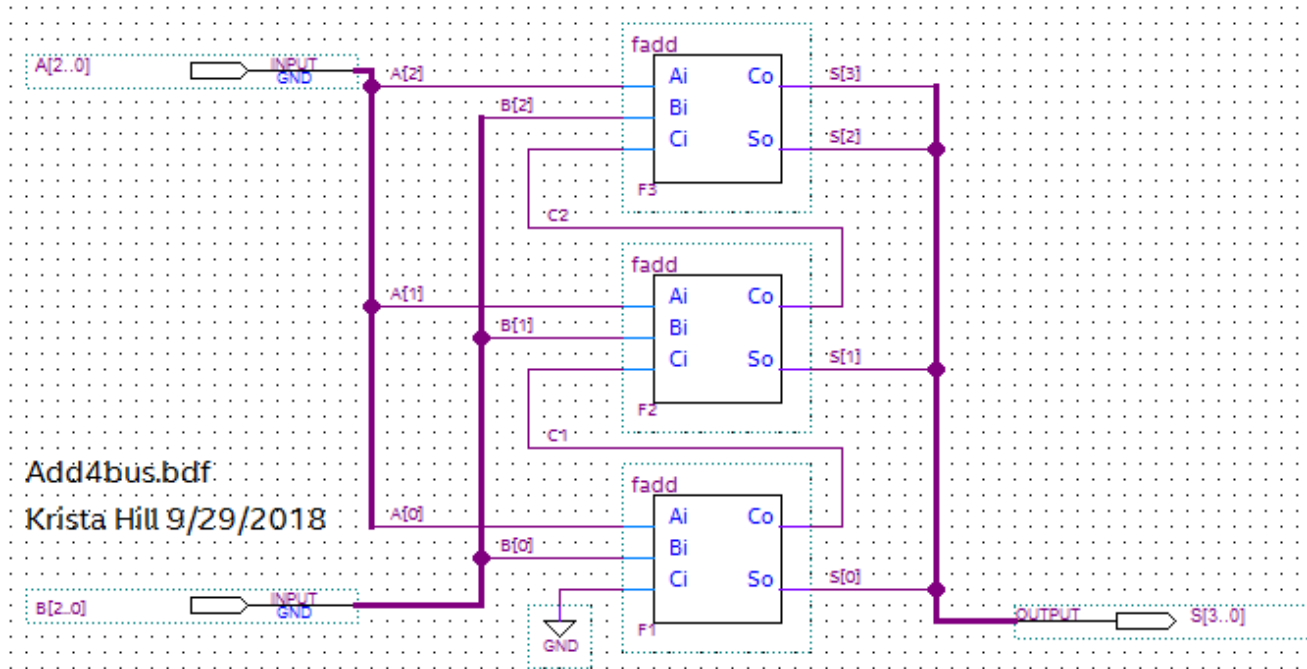 fadd
A[2..0]
INPUT
GND
A[2]
Ai
Co
S[3]
B[2]
Bi
Ci
So
S[2]
F3
C2
fadd
A[1]
Ai
Co
B[1]
Bi
Ci
So
S[1]
F2
C1
Add4bus.bdf
Krista Hill 9/29/2018
fadd
A[0]
Ai
Co
B[0]
Bi
Ci
So
S[0]
B[2..0]
INPUT
GND
GND
F1
OUTPUT
S[3..0]